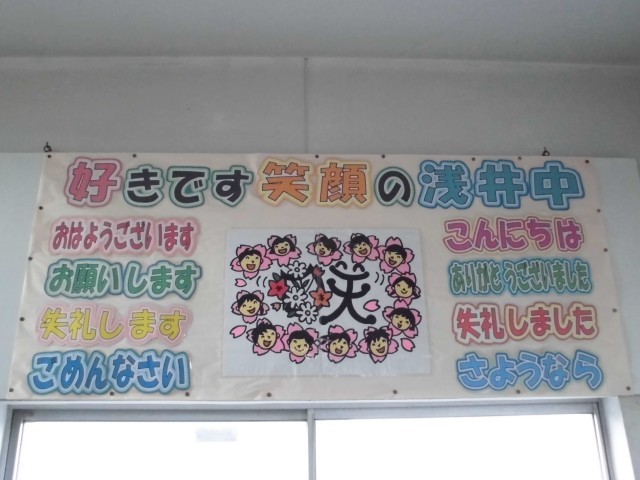 好きです笑顔の浅井中
おはようございます
お願いします
失礼します
ごめんなさい
笑
こんにちは
ありがとうございました
失礼しました
さようなら